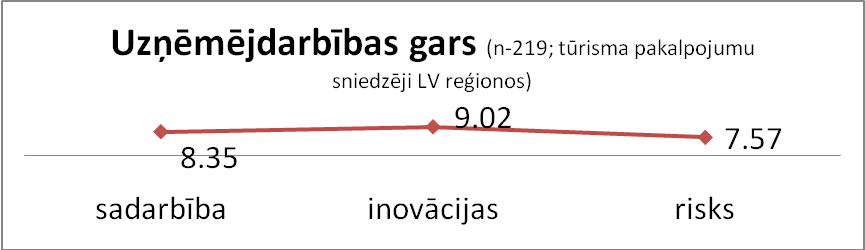 Uzņēmējdarbības gars (n-219; tūrisma pakalpojumu
sniedzēji LV reģionos)
8.35
9.02
7.57
sadarbība
inovācijas
risks